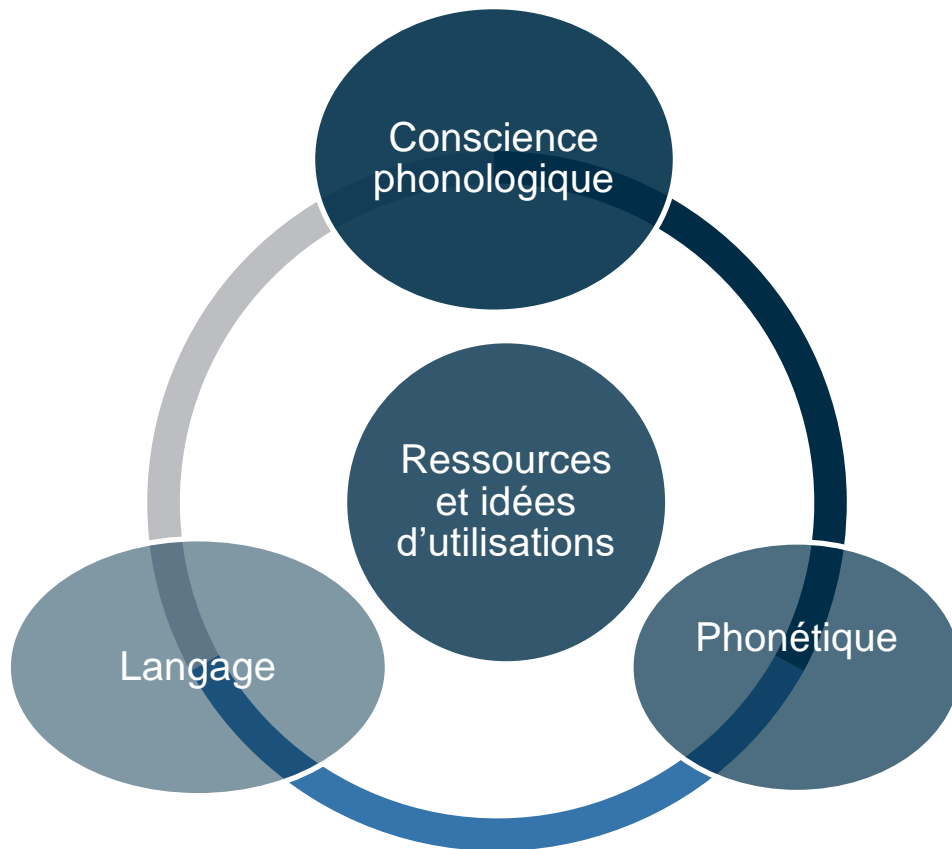 Conscience
phonologique
Ressources
et idées
d’utilisations
Phonétique
Langage